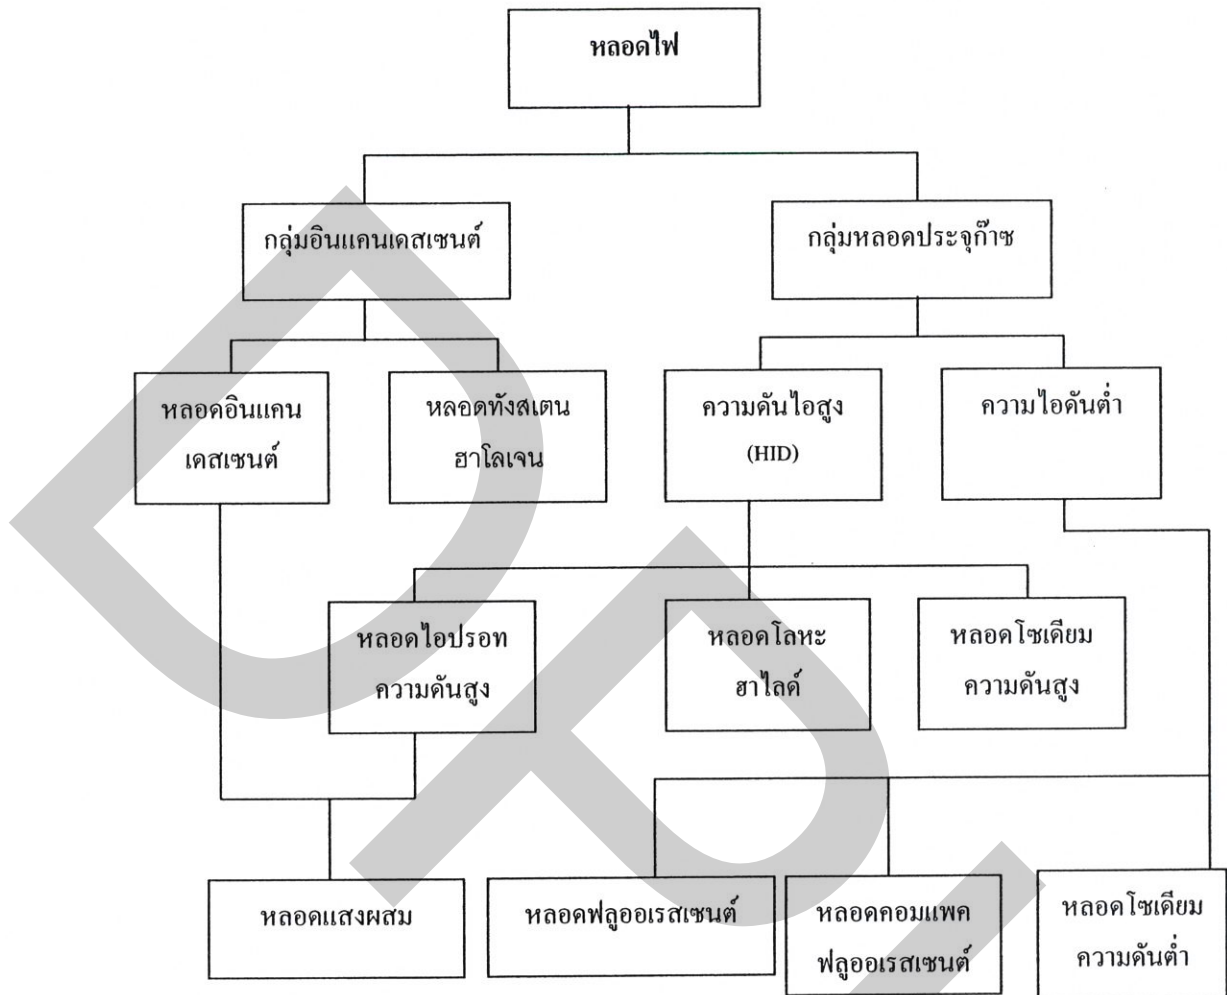 หลอดไฟ
กลุ่มอินแคนเดสเซนต์
กลุ่มหลอดประจุก๊าซ
หลอดอินแคน
เดสเซนต์
หลอดทังสเตน
ฮาโลเจน
ความดันไอสูง
(HID)
ความไอดันต่ำ
หลอดไอปรอท
ความดันสูง
หลอดโลหะ
ฮาไลด์
หลอดโซเดียม
ความดันสูง
หลอดแสงผสม
หลอดฟลูออเรสเซนต์
หลอดคอมแพค
ฟลูออเรสเซนต์
หลอดโซเดียม
ความดันต่ำ